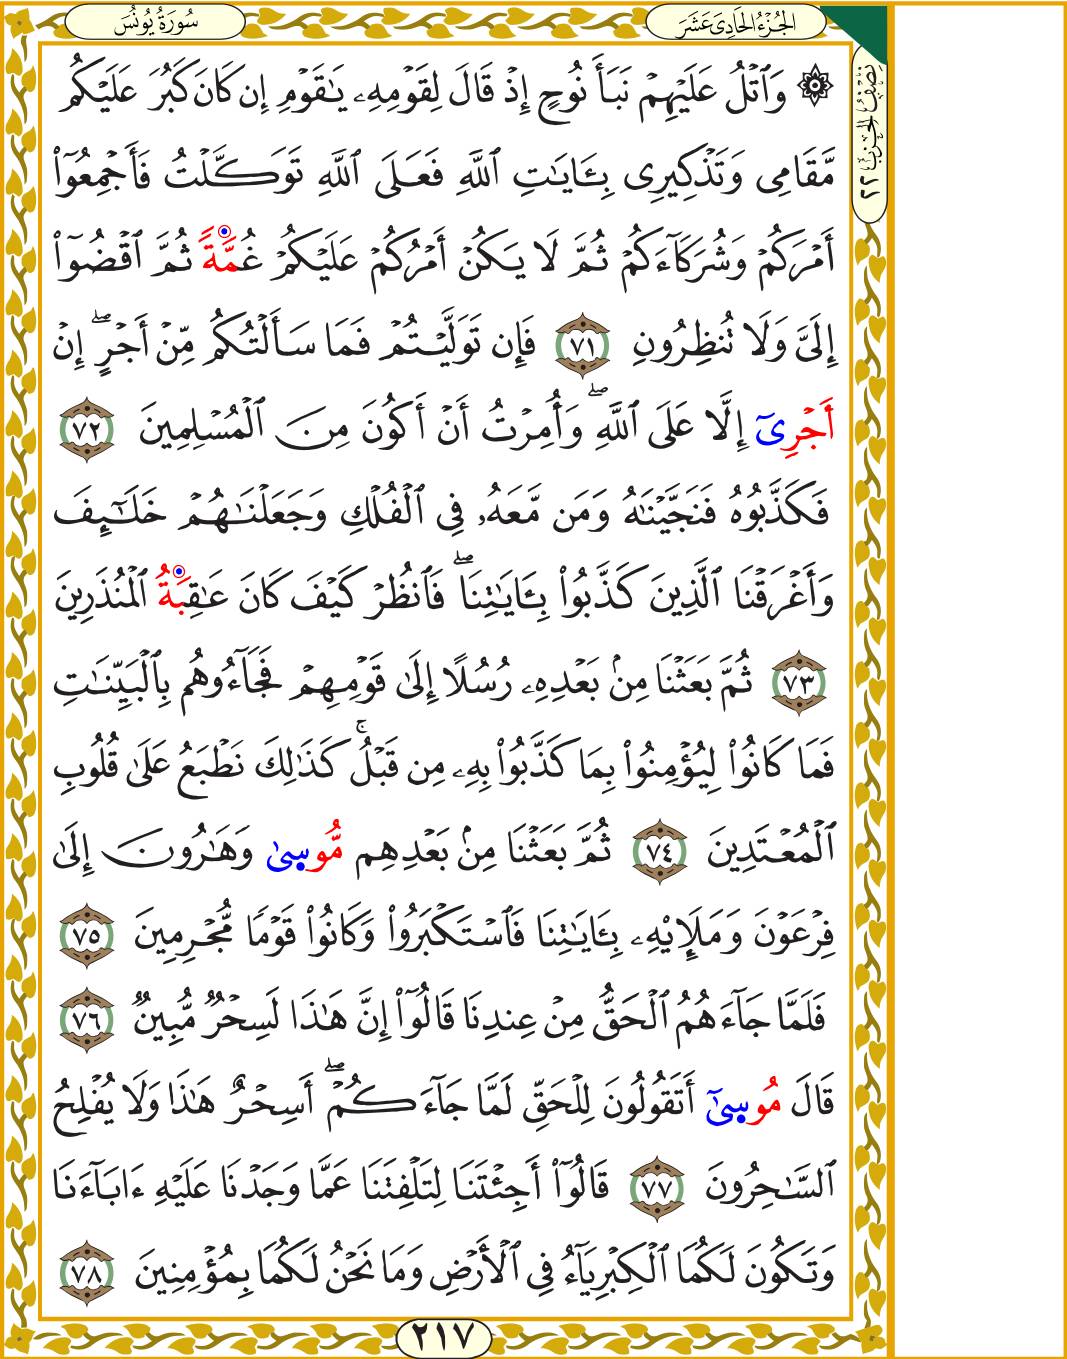 الجُزْءُ الحَادِىَ عَشَرَ
سُورَةُ يُونُسَ
نِصْفُ الحِزْبِ ٢٢
۞ وَٱتْلُ عَلَيْهِمْ نَبَأَ نُوحٍ إِذْ قَالَ لِقَوْمِهِۦ يَٰقَوْمِ إِن كَانَ كَبُرَ عَلَيْكُم
مَّقَامِى وَتَذْكِيرِى بِـَٔايَٰتِ ٱللَّهِ فَعَلَى ٱللَّهِ تَوَكَّلْتُ فَأَجْمِعُوٓا۟
أَمْرَكُمْ وَشُرَكَآءَكُمْ ثُمَّ لَا يَكُنْ أَمْرُكُمْ عَلَيْكُمْ غُمَّةً ثُمَّ ٱقْضُوٓا۟
إِلَىَّ وَلَا تُنظِرُونِ ٧١ فَإِن تَوَلَّيْتُمْ فَمَا سَأَلْتُكُم مِّنْ أَجْرٍ ۖ إِنْ
أَجْرِىٓ إِلَّا عَلَى ٱللَّهِ ۖ وَأُمِرْتُ أَنْ أَكُونَ مِنَ ٱلْمُسْلِمِينَ ٧٢
فَكَذَّبُوهُ فَنَجَّيْنَٰهُ وَمَن مَّعَهُۥ فِى ٱلْفُلْكِ وَجَعَلْنَٰهُمْ خَلَٰٓئِفَ
وَأَغْرَقْنَا ٱلَّذِينَ كَذَّبُوا۟ بِـَٔايَٰتِنَا ۖ فَٱنظُرْ كَيْفَ كَانَ عَٰقِبَةُ ٱلْمُنذَرِينَ
٧٣ ثُمَّ بَعَثْنَا مِنۢ بَعْدِهِۦ رُسُلًا إِلَىٰ قَوْمِهِمْ فَجَآءُوهُم بِٱلْبَيِّنَٰتِ
فَمَا كَانُوا۟ لِيُؤْمِنُوا۟ بِمَا كَذَّبُوا۟ بِهِۦ مِن قَبْلُ ۚ كَذَٰلِكَ نَطْبَعُ عَلَىٰ قُلُوبِ
ٱلْمُعْتَدِينَ ٧٤ ثُمَّ بَعَثْنَا مِنۢ بَعْدِهِم مُّوسَىٰ وَهَٰرُونَ إِلَىٰ
فِرْعَوْنَ وَمَلَإِي۟هِۦ بِـَٔايَٰتِنَا فَٱسْتَكْبَرُوا۟ وَكَانُوا۟ قَوْمًا مُّجْرِمِينَ ٧٥
فَلَمَّا جَآءَهُمُ ٱلْحَقُّ مِنْ عِندِنَا قَالُوٓا۟ إِنَّ هَٰذَا لَسِحْرٌ مُّبِينٌ ٧٦
قَالَ مُوسَىٰٓ أَتَقُولُونَ لِلْحَقِّ لَمَّا جَآءَكُمْ ۖ أَسِحْرٌ هَٰذَا وَلَا يُفْلِحُ
ٱلسَّٰحِرُونَ ٧٧ قَالُوٓا۟ أَجِئْتَنَا لِتَلْفِتَنَا عَمَّا وَجَدْنَا عَلَيْهِ ءَابَآءَنَا
وَتَكُونَ لَكُمَا ٱلْكِبْرِيَآءُ فِى ٱلْأَرْضِ وَمَا نَحْنُ لَكُمَا بِمُؤْمِنِينَ ٧٨
٢١٧